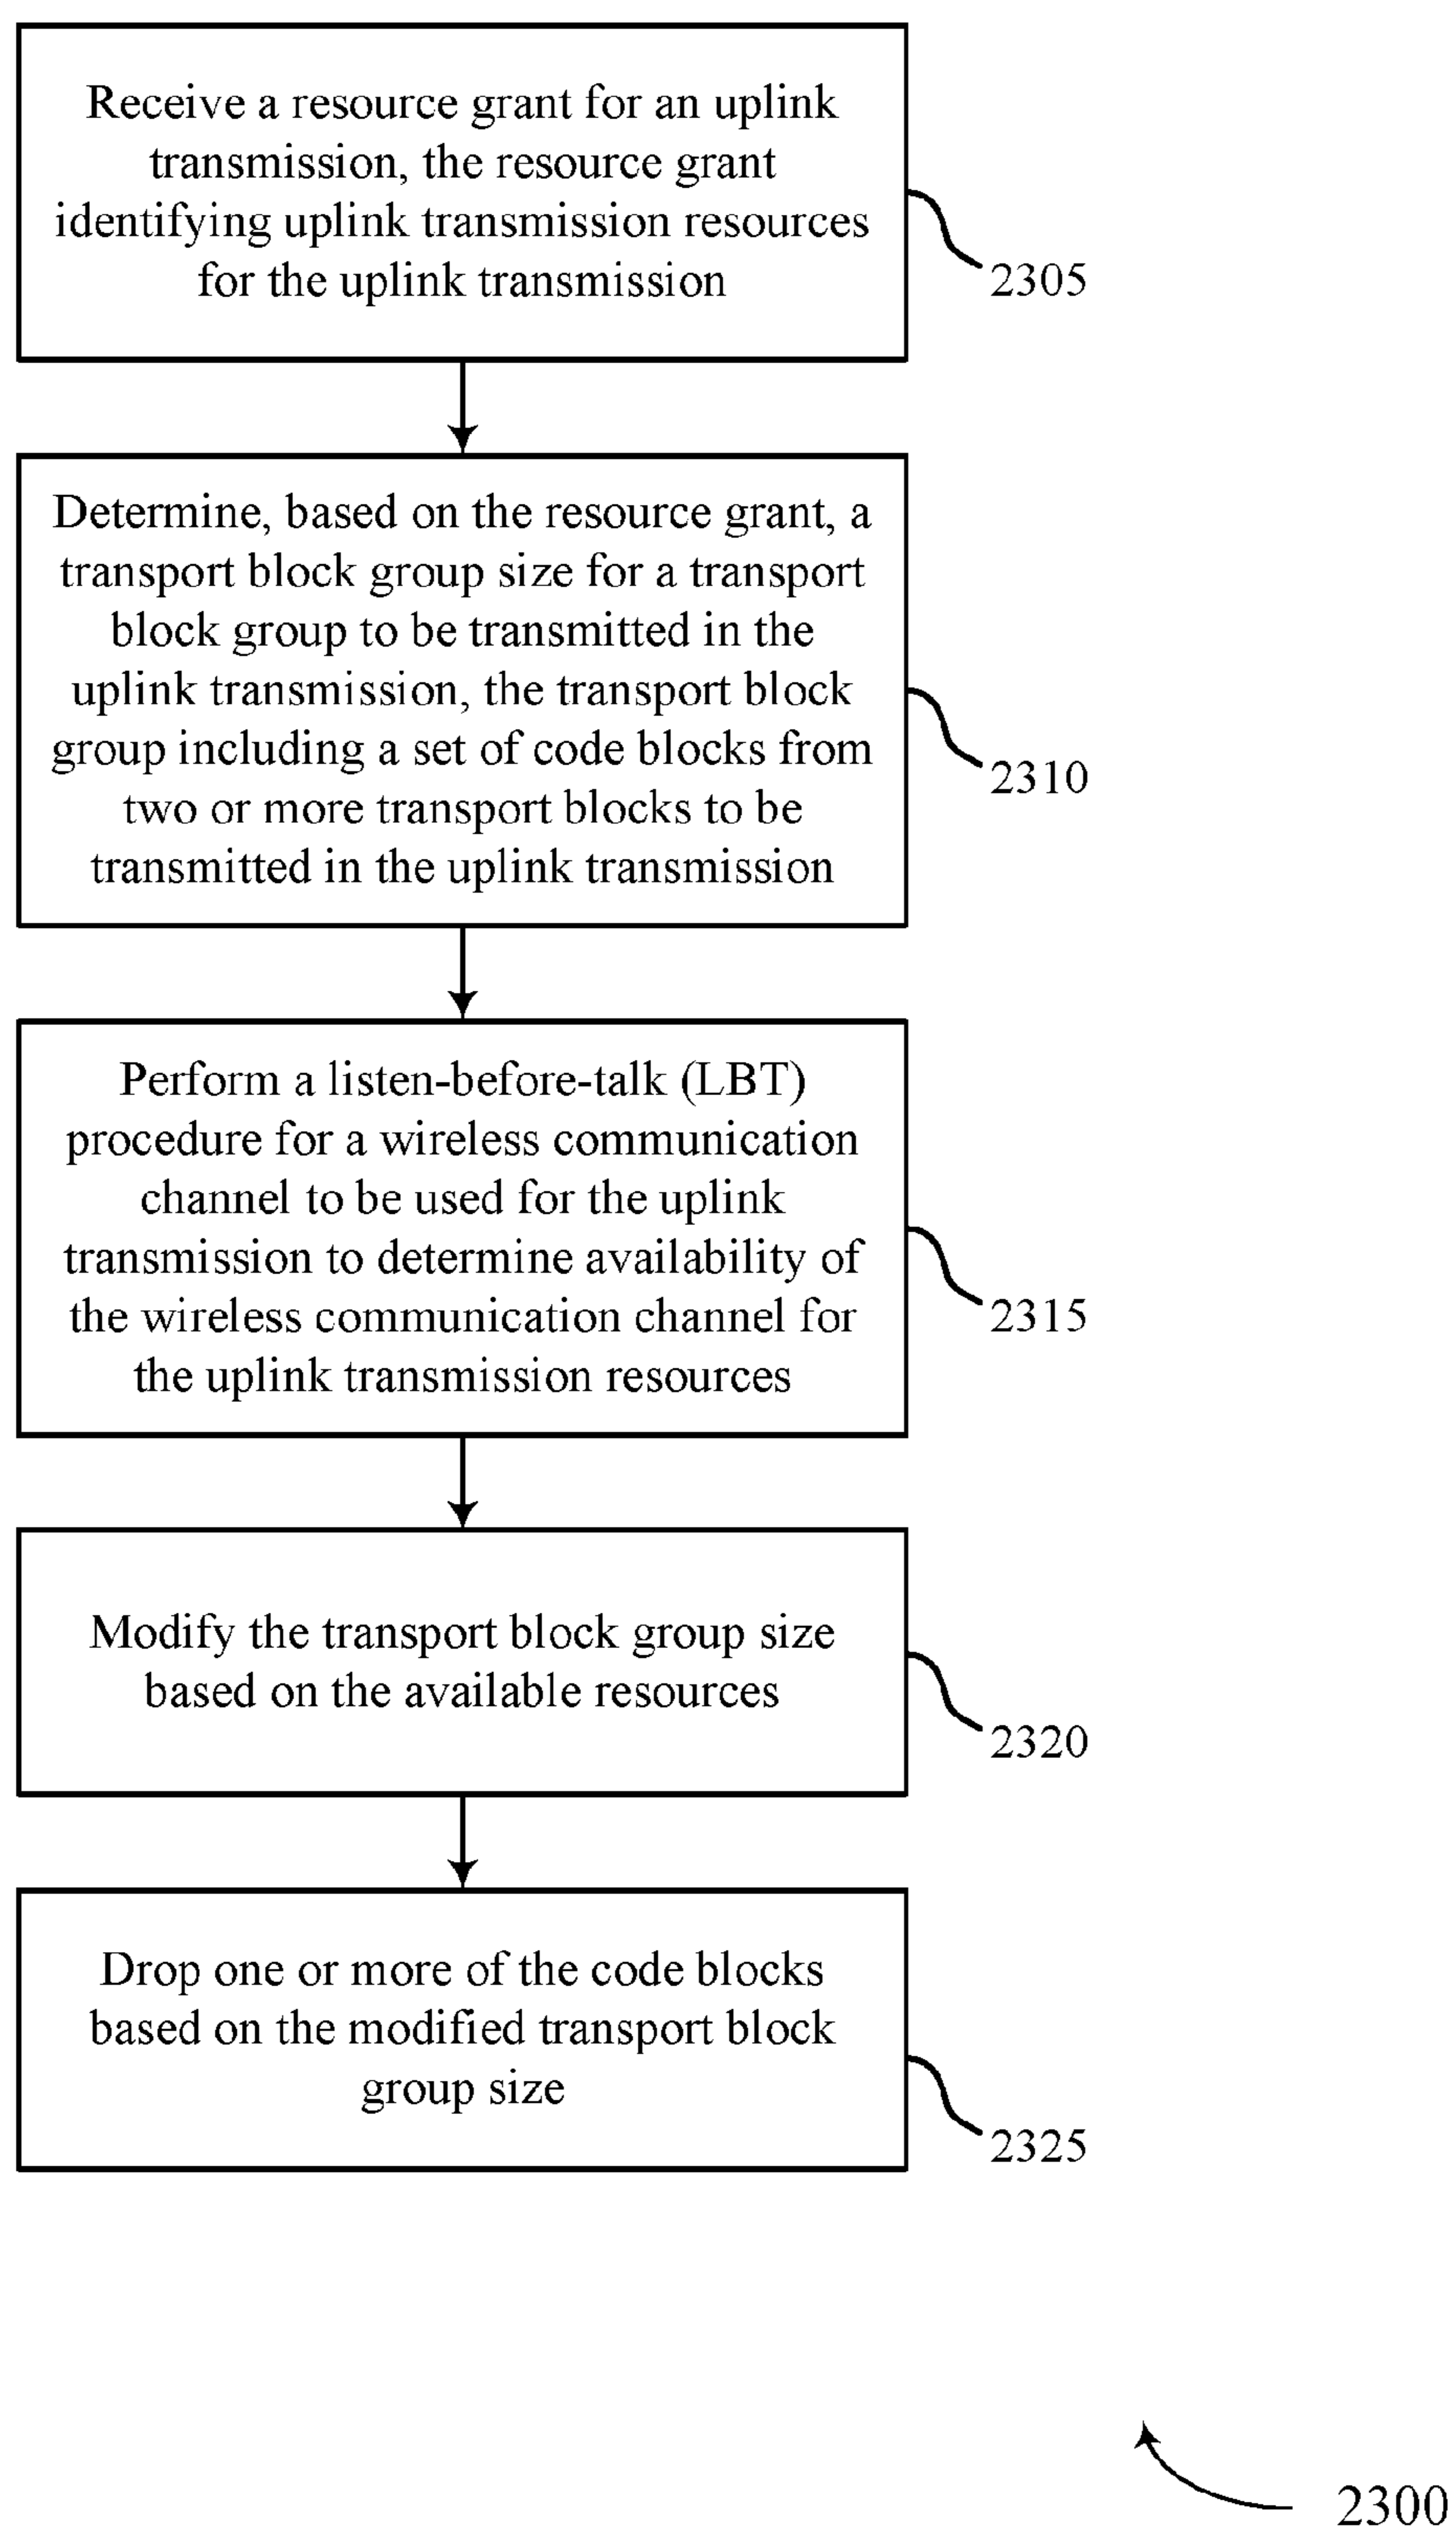 Receive a resource grant for an uplink
transmission, the resource grant
identifying uplink transmission resources
for the uplink transmission
2305
Determine, based on the resource grant, a
transport block group size for a transport
block group to be transmitted in the
uplink transmission, the transport block
group including a set of code blocks from
two or more transport blocks to be
transmitted in the uplink transmission
2310
Perform a listen-before-talk (LBT)
procedure for a wireless communication
channel to be used for the uplink
transmission to determine availability of
the wireless communication channel for
the uplink transmission resources
2315
Modify the transport block group size
based on the available resources
2320
Drop one or more of the code blocks
based on the modified transport block
group size
2325
2300